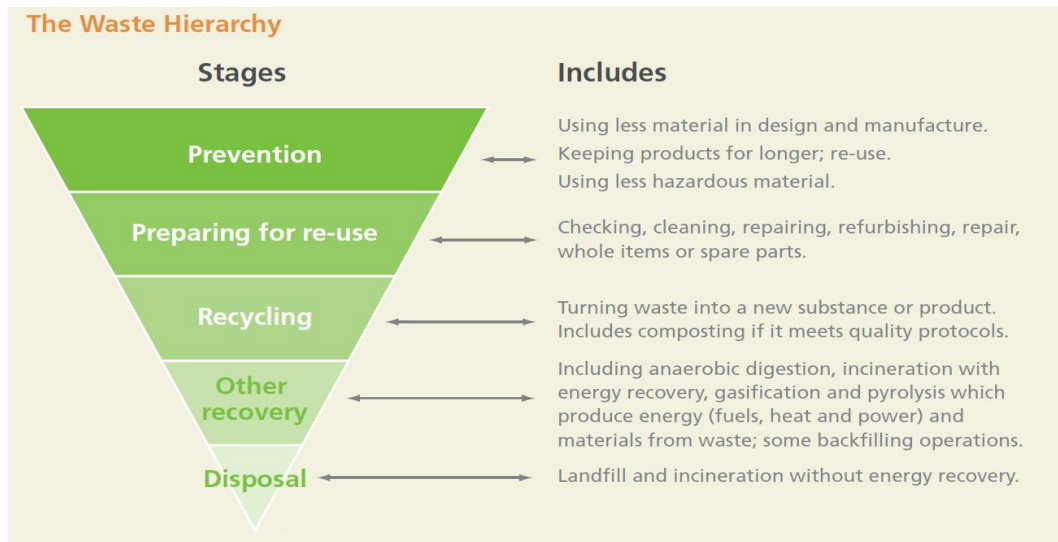 The Waste Hierarchy
Stages
Includes
Prevention
Using less material in design and manufacture.
Keeping products for longer; re-use.
Using less hazardous material.
Preparing for re-use
Checking, cleaning, repairing, refurbishing, repair,
whole items or spare parts.
Recycling
Turning waste into a new substance or product.
Includes composting if it meets quality protocols.
Other
recovery
Including anaerobic digestion, incineration with
energy recovery, gasification and pyrolysis which
produce energy (fuels, heat and power) and
materials from waste; some backfilling operations.
Disposal
Landfill and incineration without energy recovery.